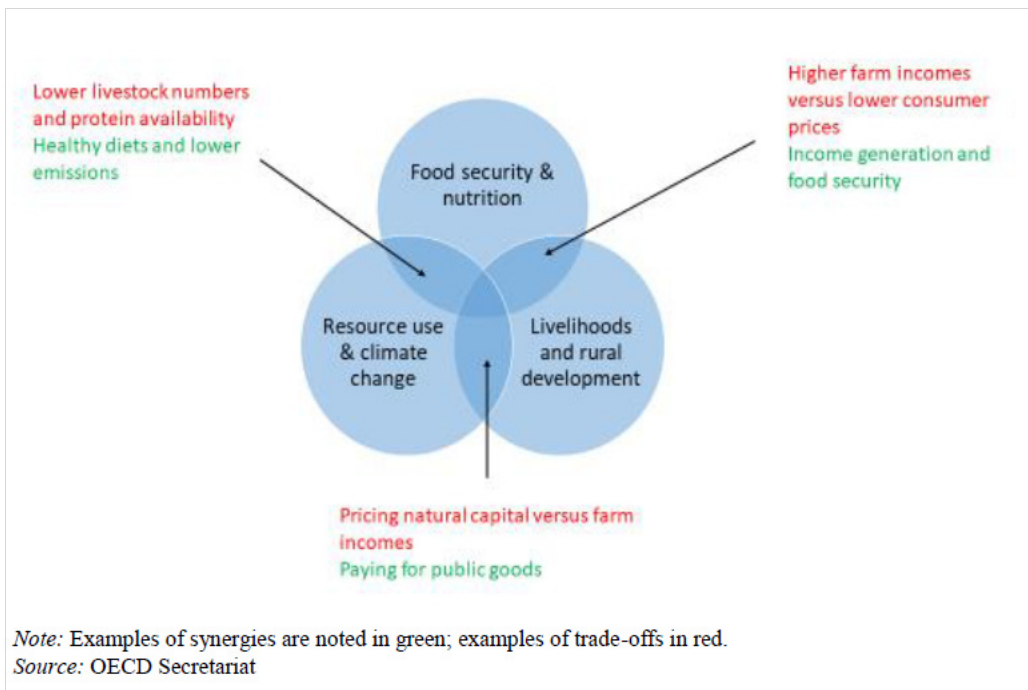 Lower livestock numbers
and protein availability
Healthy diets and lower
emissions
Higher farm incomes
versus lower consumer
prices
Income generation and
food security
Food security &
nutrition
Resource use
& climate
change
Livelihoods
and rural
development
Pricing natural capital versus farm
incomes
Paying for public goods
Note: Examples of synergies are noted in green; examples of trade-offs in red.
Source: OECD Secretariat